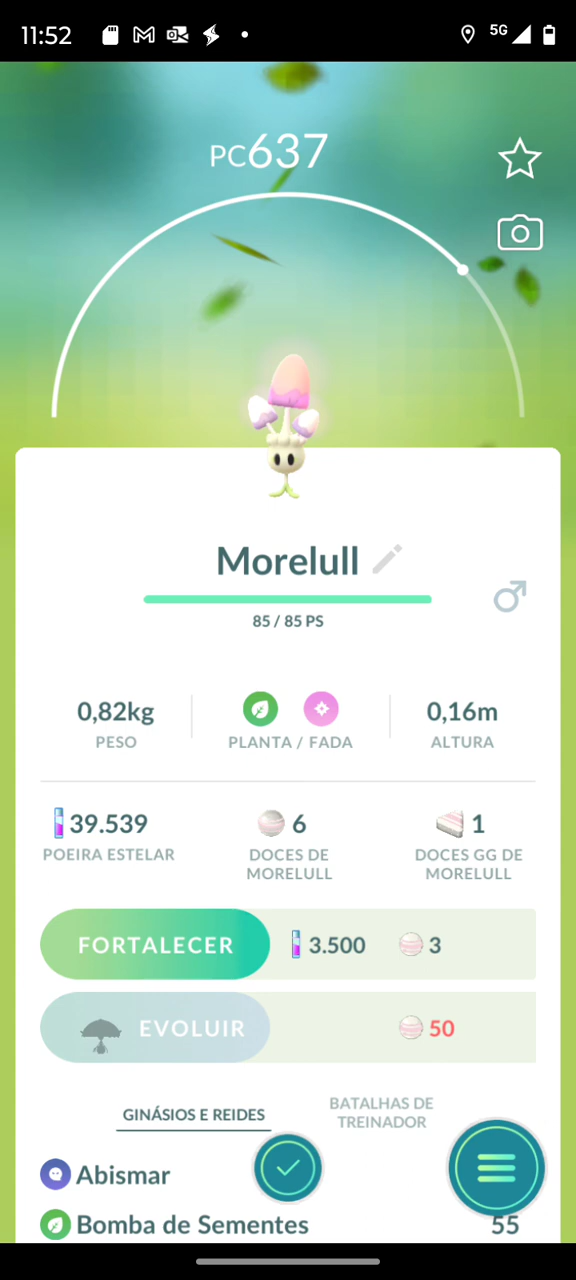 11:52
5G
PC637
Morelull
85 / 85 PS
0,82kg
PESO
PLANTA / FADA
0,16m
ALTURA
39.539
POEIRA ESTELAR
6
DOCES DE
MORELULL
1
DOCES GG DE
MORELULL
FORTALECER
3.500
3
EVOLUIR
50
GINÁSIOS E REIDES
BATALHAS DE
TREINADOR
Abismar
Bomba de Sementes
55